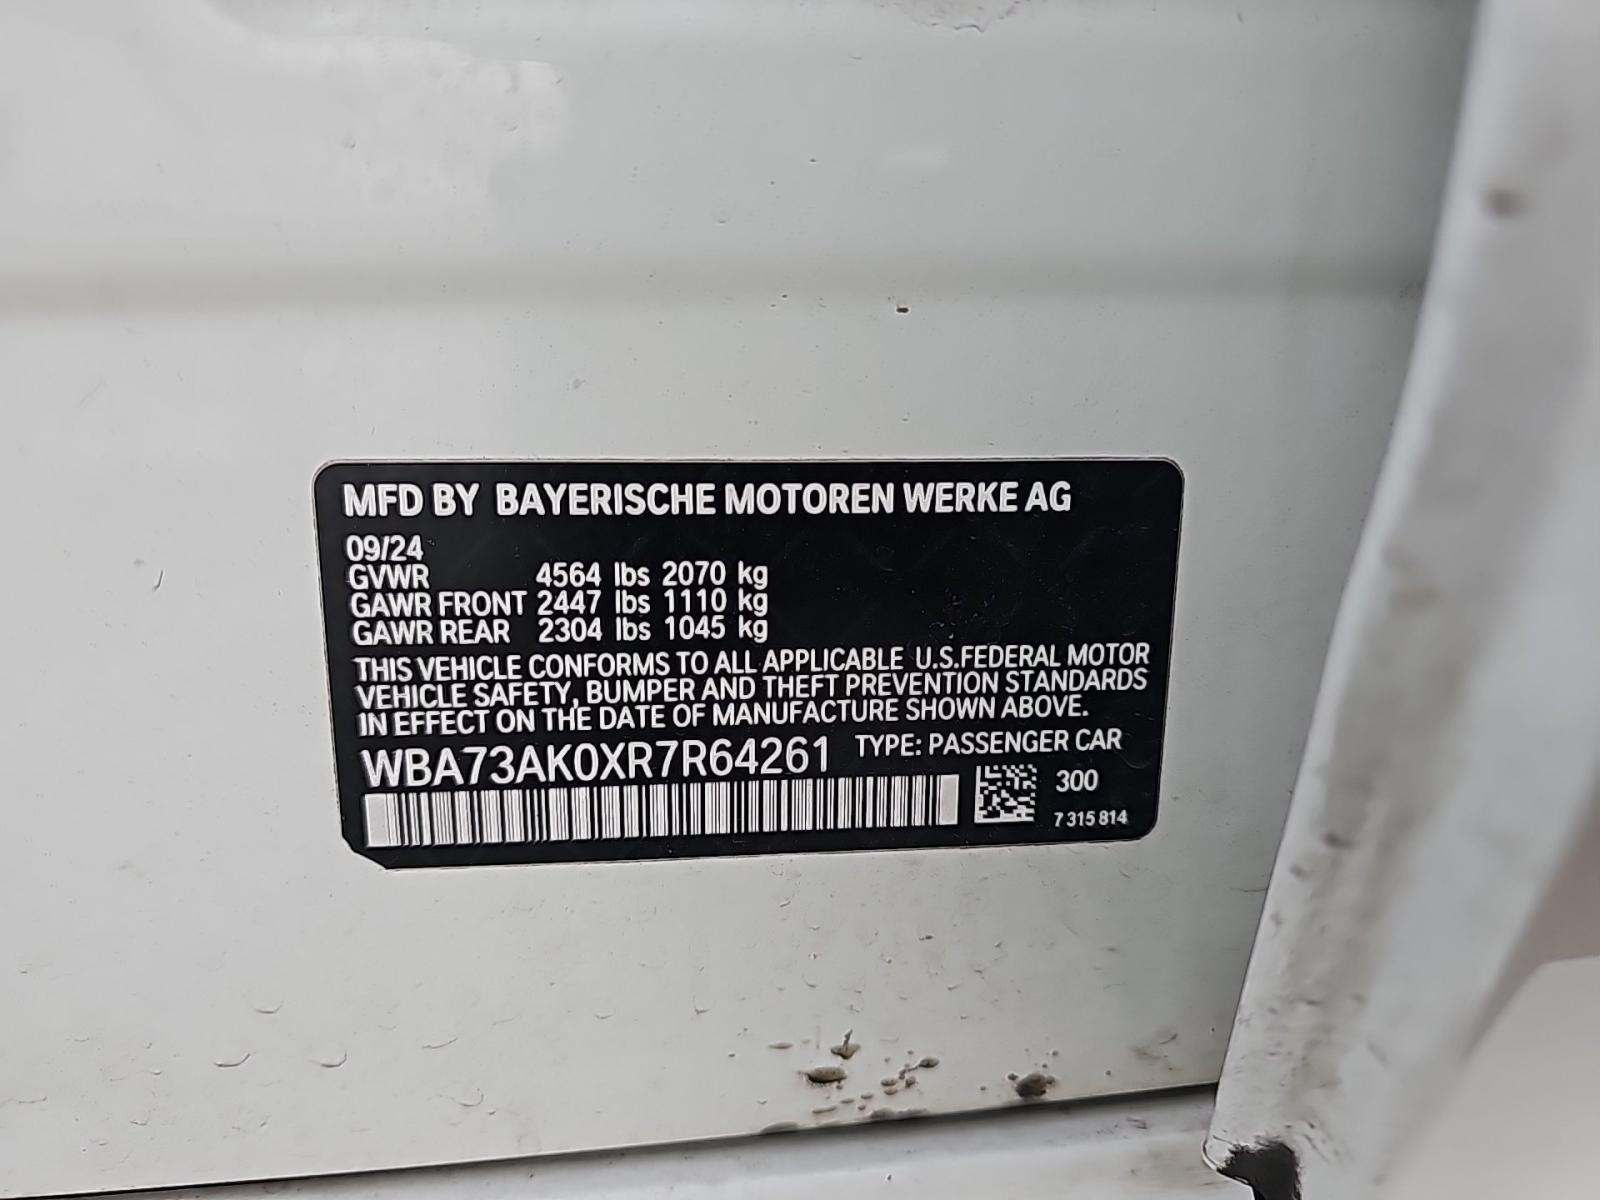 MFD BY BAYERISCHE MOTOREN WERKE AG
09/24
GVWR 4564 lbs 2070 kg
GAWR FRONT 2447 lbs 1110 kg
GAWR REAR 2304 lbs 1045 kg
THIS VEHICLE CONFORMS TO ALL APPLICABLE U.S.FEDERAL MOTOR
VEHICLE SAFETY, BUMPER AND THEFT PREVENTION STANDARDS
IN EFFECT ON THE DATE OF MANUFACTURE SHOWN ABOVE.
WBA73AK0XR7R64261 TYPE: PASSENGER CAR
300
7 315 814